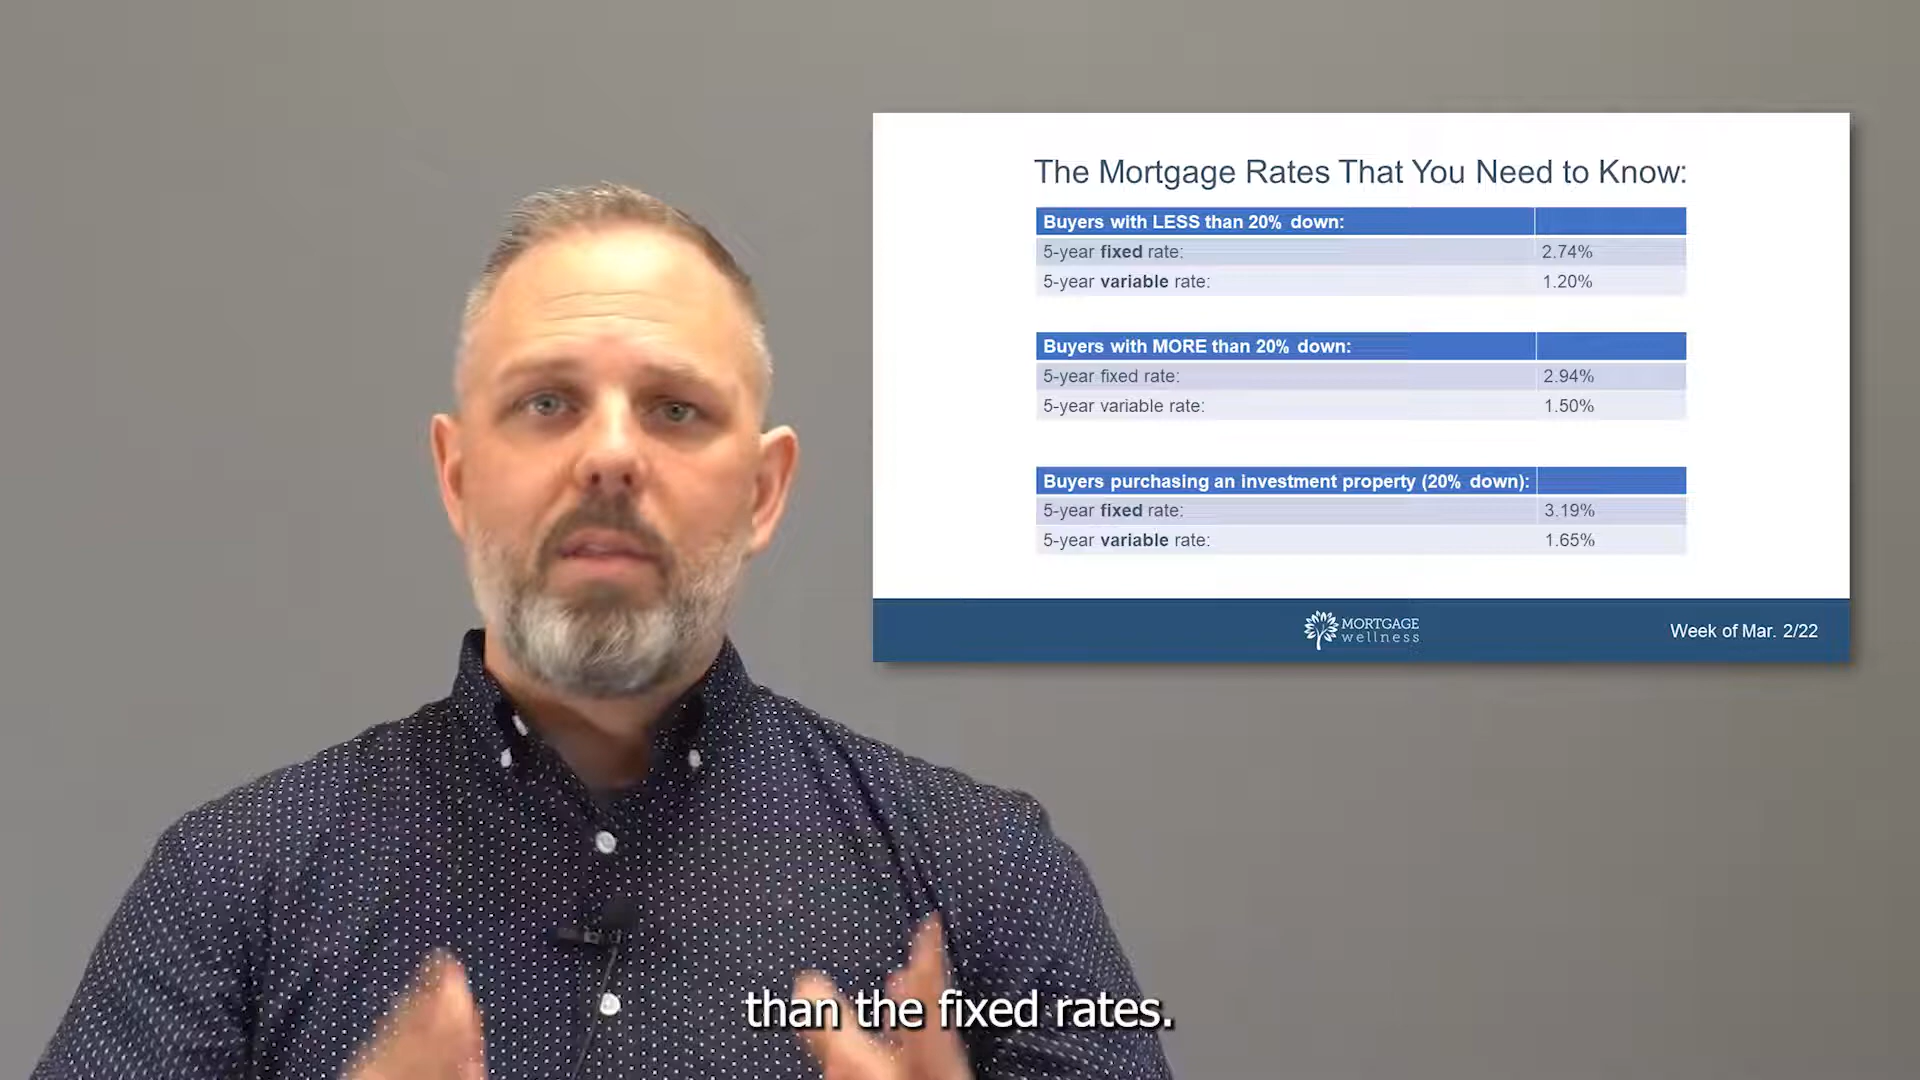 The Mortgage Rates That You Need to Know:
Buyers with LESS than 20% down:
5-year fixed rate: 2.74%
5-year variable rate: 1.20%
Buyers with MORE than 20% down:
5-year fixed rate: 2.94%
5-year variable rate: 1.50%
Buyers purchasing an investment property (20% down):
5-year fixed rate: 3.19%
5-year variable rate: 1.65%
MORTGAGE
wellness
Week of Mar. 2/22
than the fixed rates.